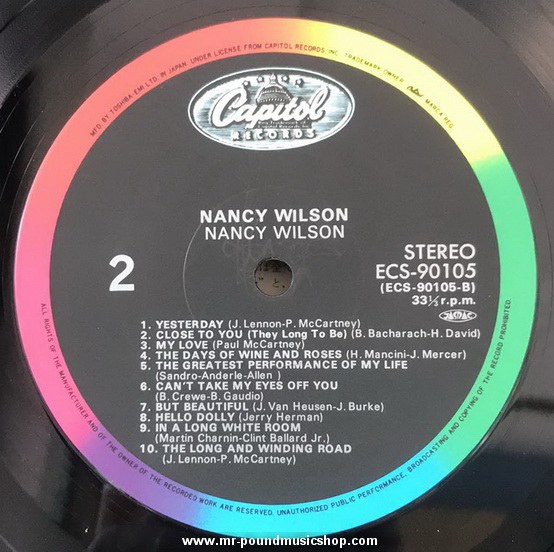 MFD. BY TOSHIBA-EMI LTD. IN JAPAN, UNDER LICENSE FROM CAPITOL RECORDS, INC. TRADEMARK OWNER Capitol MARCA REG.
Capitol
RECORDS
NANCY WILSON
NANCY WILSON
2
STEREO
ECS-90105
(ECS-90105-B)
33⅓ r.p.m.
JASRAC
1. YESTERDAY (J. Lennon-P. McCartney)
2. CLOSE TO YOU (They Long To Be) (B. Bacharach-H. David)
3. MY LOVE (Paul McCartney)
4. THE DAYS OF WINE AND ROSES (H. Mancini-J. Mercer)
5. THE GREATEST PERFORMANCE OF MY LIFE
(Sandro-Anderle-Allen )
6. CAN'T TAKE MY EYES OFF YOU
(B. Crewe-B. Gaudio)
7. BUT BEAUTIFUL (J. Van Heusen-J. Burke)
8. HELLO DOLLY (Jerry Herman)
9. IN A LONG WHITE ROOM
(Martin Charnin-Clint Ballard Jr.)
10. THE LONG AND WINDING ROAD
(J. Lennon-P. McCartney)
ALL RIGHTS OF THE MANUFACTURER AND OF THE OWNER OF THE RECORDED WORK ARE RESERVED. UNAUTHORIZED PUBLIC PERFORMANCE, BROADCASTING AND COPYING OF THE RECORD PROHIBITED.
www.mr-poundmusicshop.com